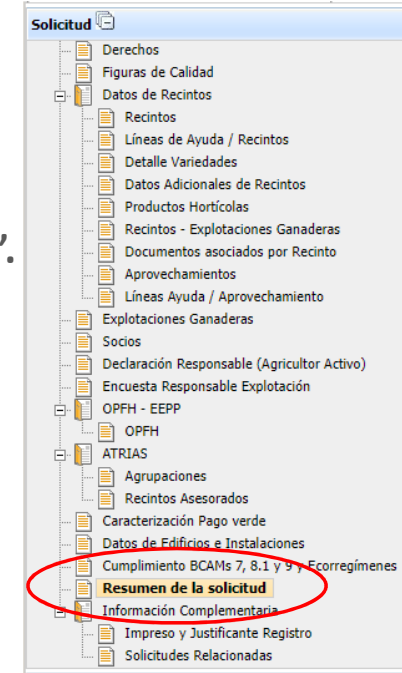 Solicitud
Derechos
Figuras de Calidad
Datos de Recintos
Recintos
Líneas de Ayuda / Recintos
Detalle Variedades
Datos Adicionales de Recintos
Productos Hortícolas
Recintos - Explotaciones Ganaderas
”.
Documentos asociados por Recinto
Aprovechamientos
Líneas Ayuda / Aprovechamiento
Explotaciones Ganaderas
Socios
Declaración Responsable (Agricultor Activo)
Encuesta Responsable Explotación
OPFH - EEPP
OPFH
ATRIAS
Agrupaciones
Recintos Asesorados
Caracterización Pago verde
Datos de Edificios e Instalaciones
Cumplimiento BCAMs 7, 8.1 y 9 y Ecorregímenes
Resumen de la solicitud
Información Complementaria
Impreso y Justificante Registro
Solicitudes Relacionadas